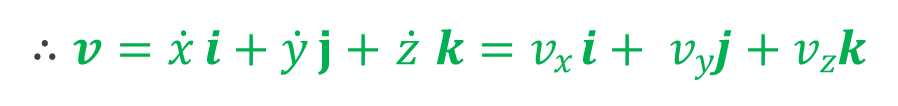 ∴ 𝒗 = ẋ 𝒊 + ẏ 𝐣 + ż 𝒌 = vₓ 𝒊 + v_y 𝒋 + v_z 𝒌